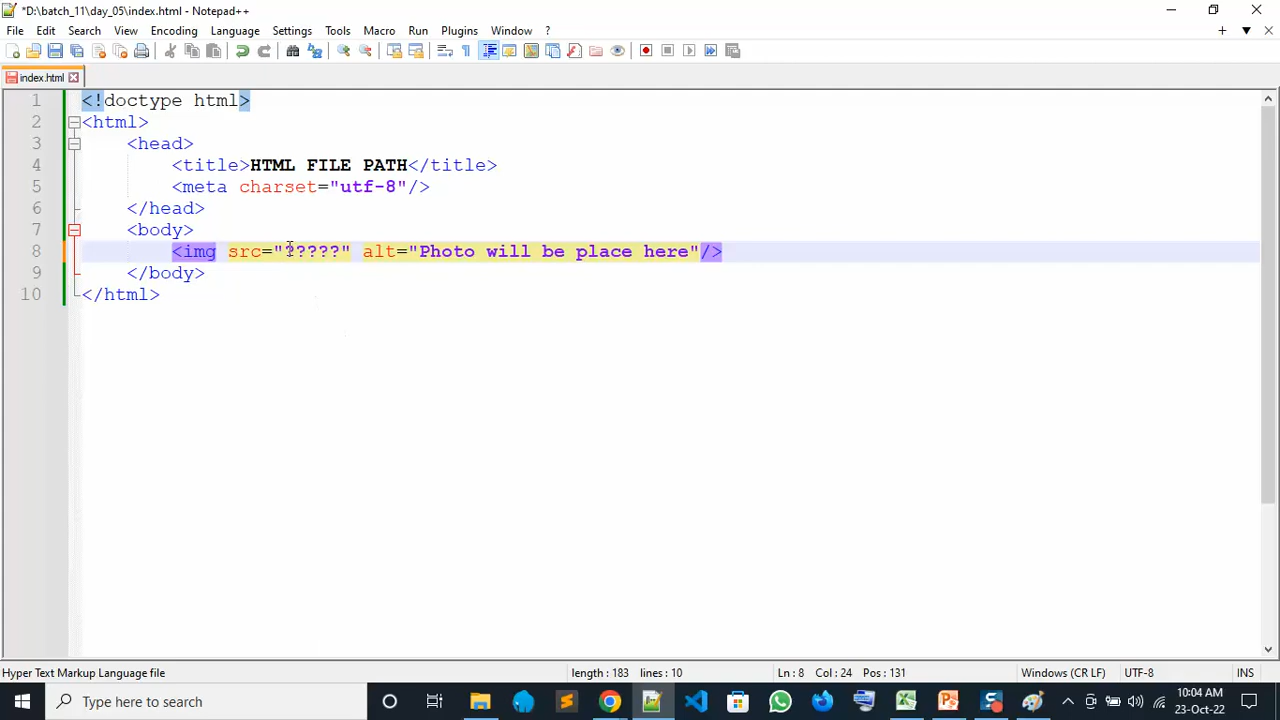 *D:\batch_11\day_05\index.html - Notepad++
File Edit Search View Encoding Language Settings Tools Macro Run Plugins Window ?
index.html
1 <!doctype html>
2 <html>
3 <head>
4 <title>HTML FILE PATH</title>
5 <meta charset="utf-8"/>
6 </head>
7 <body>
8 <img src="?????" alt="Photo will be place here"/>
9 </body>
10 </html>
Hyper Text Markup Language file length : 183 lines : 10 Ln : 8 Col : 24 Pos : 131 Windows (CR LF) UTF-8 INS
Type here to search
10:04 AM
23-Oct-22